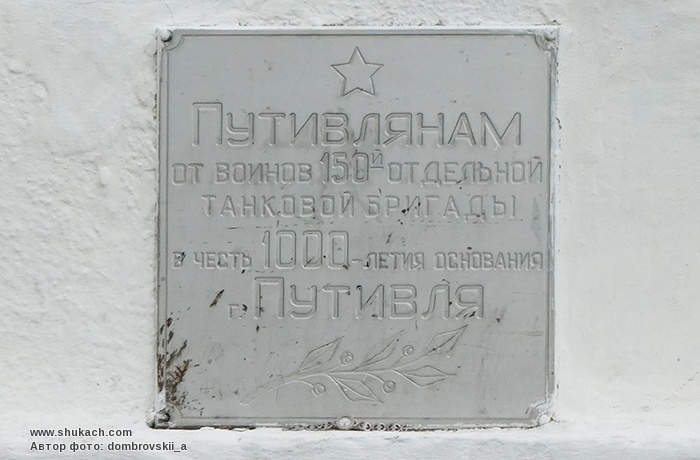 Путивлянам
от воинов 150й отдельной
танковой бригады
в честь 1000-летия основания
г. Путивля
www.shukach.com
Автор фото: dombrovskii_a